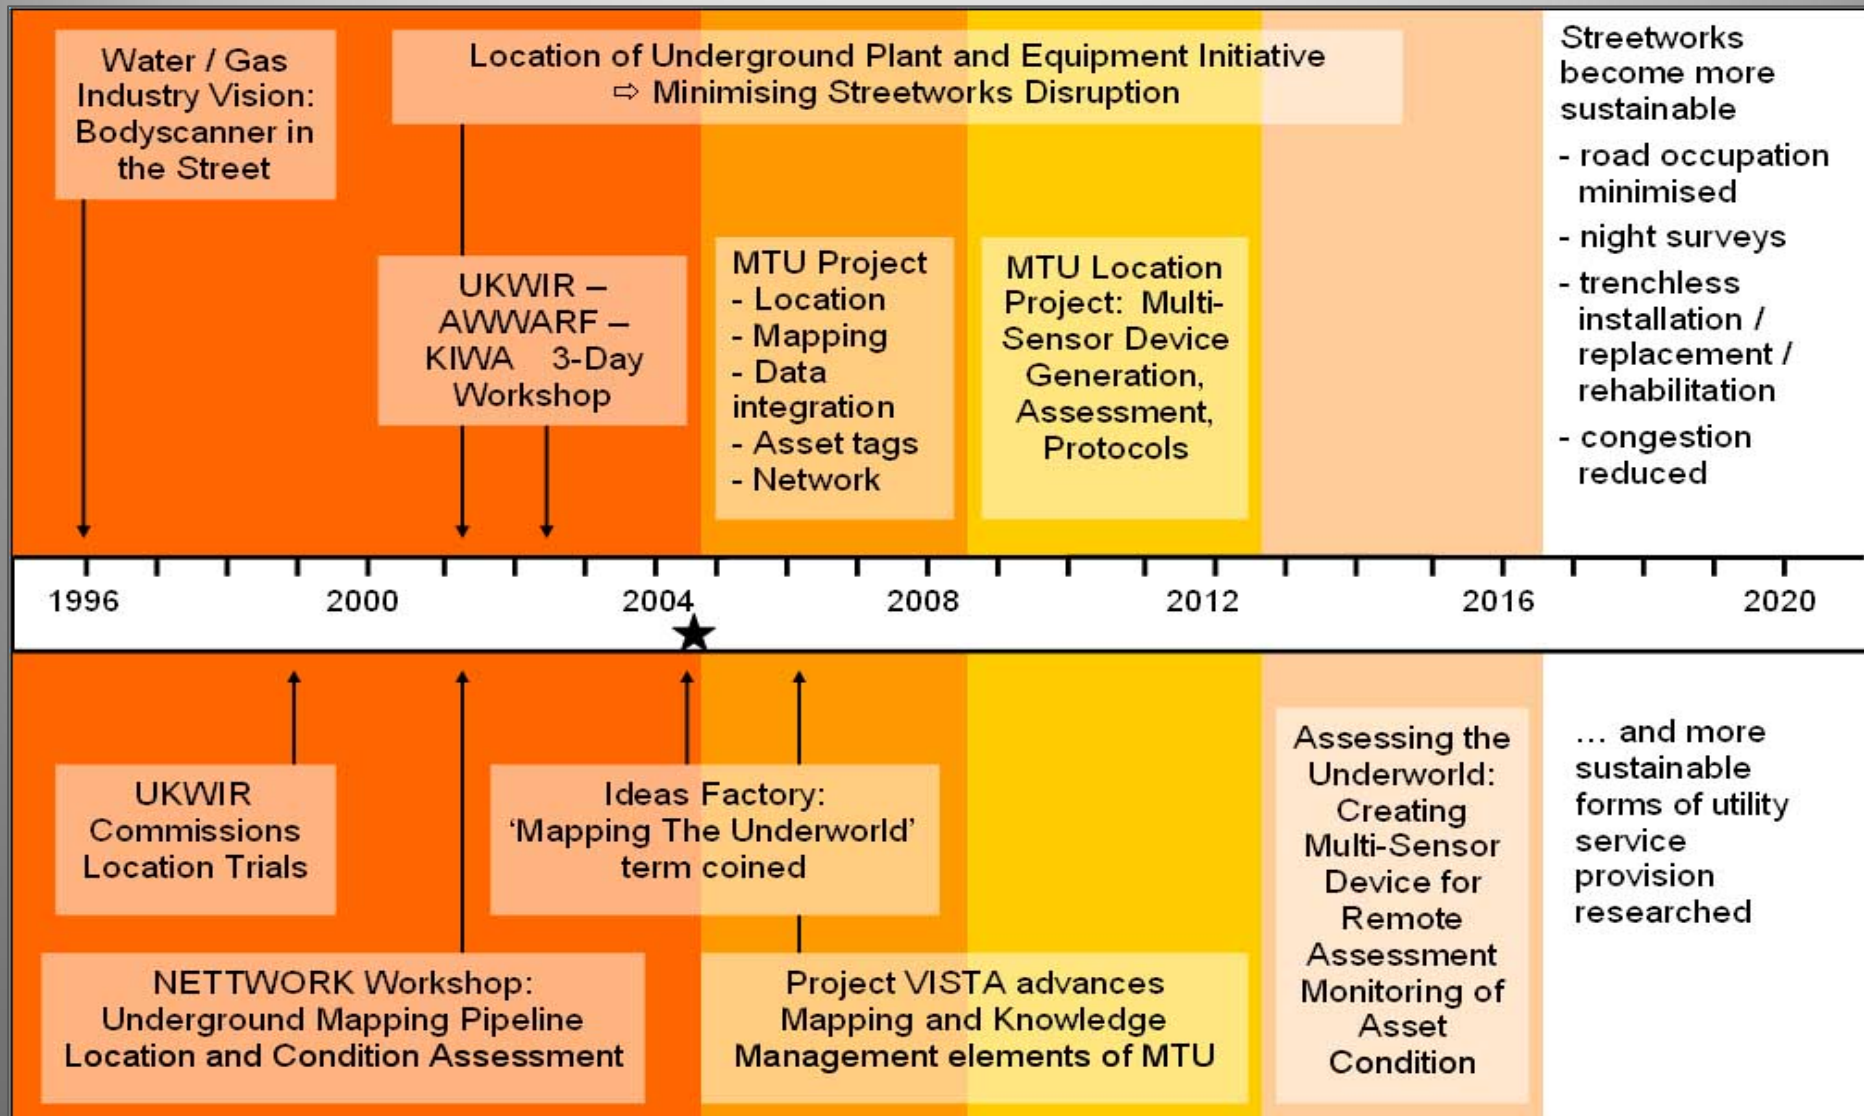 Water / Gas
Industry Vision:
Bodyscanner in
the Street
Location of Underground Plant and Equipment Initiative
⇨ Minimising Streetworks Disruption
UKWIR –
AWWARF –
KIWA 3-Day
Workshop
MTU Project
- Location
- Mapping
- Data
integration
- Asset tags
- Network
MTU Location
Project: Multi-
Sensor Device
Generation,
Assessment,
Protocols
Streetworks
become more
sustainable
- road occupation
minimised
- night surveys
- trenchless
installation /
replacement /
rehabilitation
- congestion
reduced
1996 2000 2004 2008 2012 2016 2020
UKWIR
Commissions
Location Trials
NETTWORK Workshop:
Underground Mapping Pipeline
Location and Condition Assessment
Ideas Factory:
‘Mapping The Underworld’
term coined
Project VISTA advances
Mapping and Knowledge
Management elements of MTU
Assessing the
Underworld:
Creating
Multi-Sensor
Device for
Remote
Assessment
Monitoring of
Asset
Condition
… and more
sustainable
forms of utility
service
provision
researched